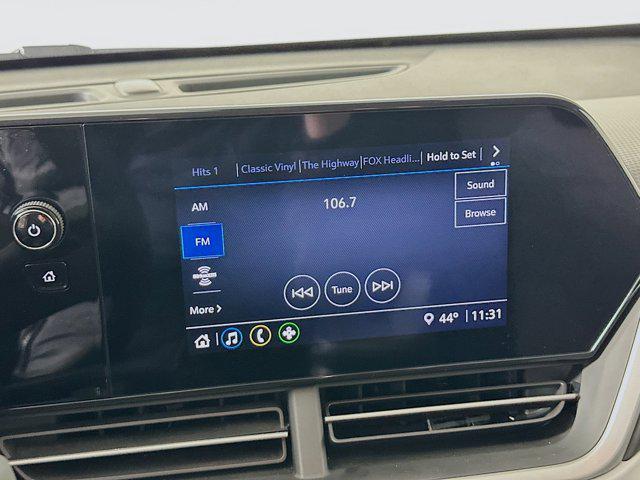 Hits 1 Classic Vinyl The Highway FOX Headli... Hold to Set
AM 106.7 Sound
FM Browse
Tune
More
44° 11:31